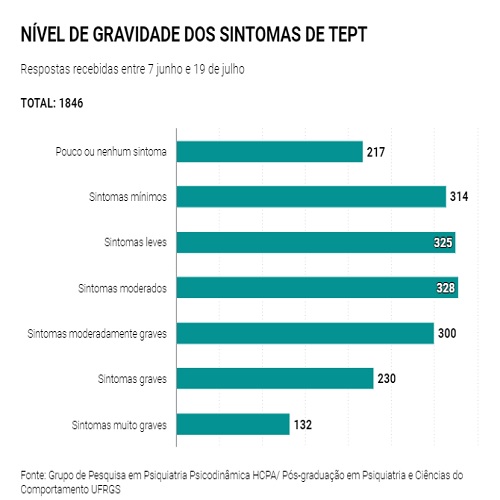 NÍVEL DE GRAVIDADE DOS SINTOMAS DE TEPT
Respostas recebidas entre 7 junho e 19 de julho
TOTAL: 1846
Pouco ou nenhum sintoma 217
Sintomas mínimos 314
Sintomas leves 325
Sintomas moderados 328
Sintomas moderadamente graves 300
Sintomas graves 230
Sintomas muito graves 132
Fonte: Grupo de Pesquisa em Psiquiatria Psicodinâmica HCPA/ Pós-graduação em Psiquiatria e Ciências do
Comportamento UFRGS